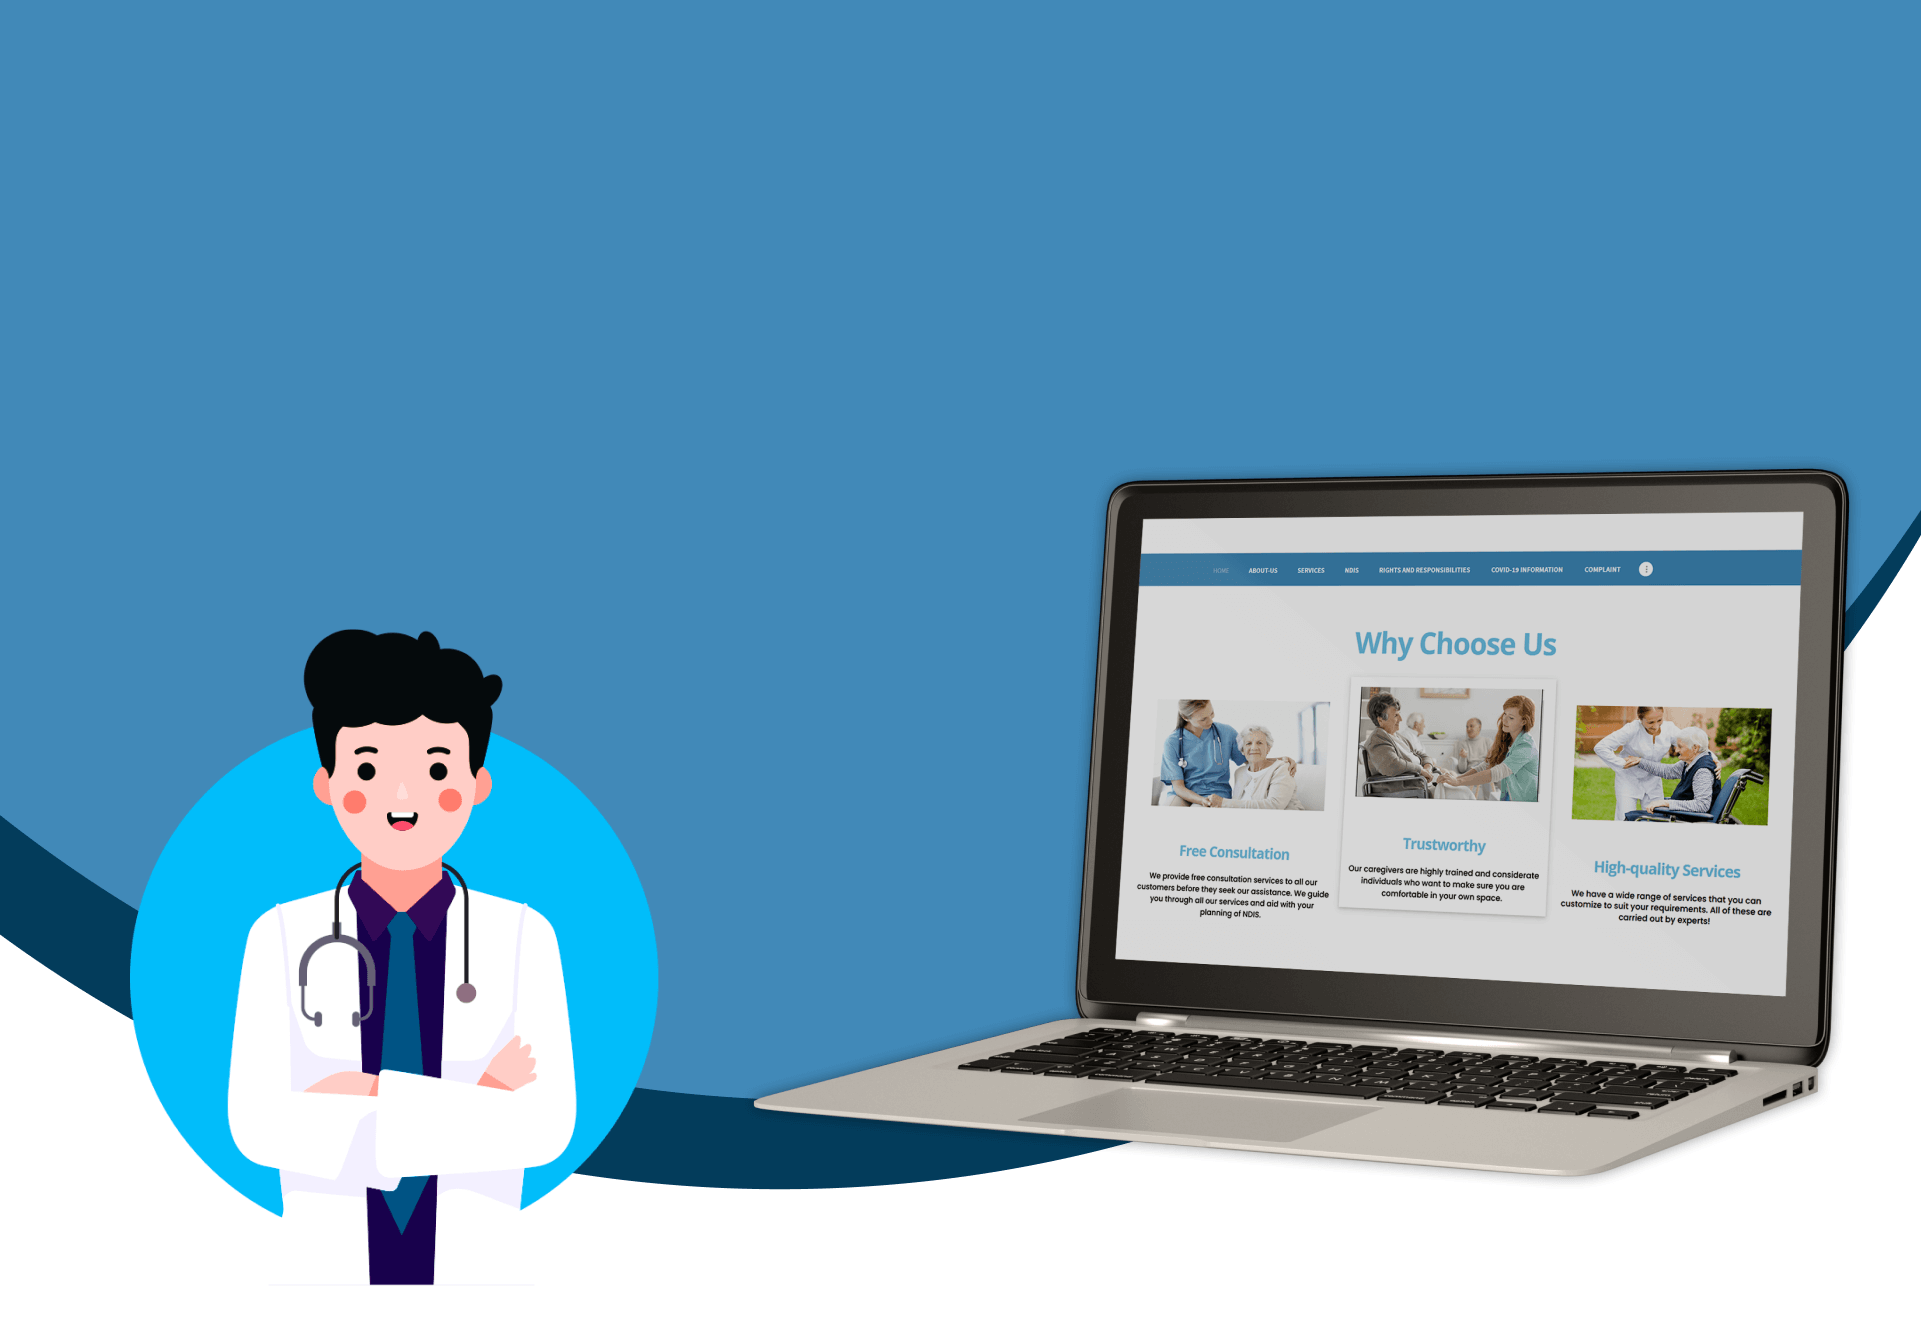 HOME ABOUT-US SERVICES NDIS RIGHTS AND RESPONSIBILITIES COVID-19 INFORMATION COMPLAINT
Why Choose Us
Free Consultation
We provide free consultation services to all our
customers before they seek our assistance. We guide
you through all our services and aid with your
planning of NDIS.
Trustworthy
Our caregivers are highly trained and considerate
individuals who want to make sure you are
comfortable in your own space.
High-quality Services
We have a wide range of services that you can
customize to suit your requirements. All of these are
carried out by experts!